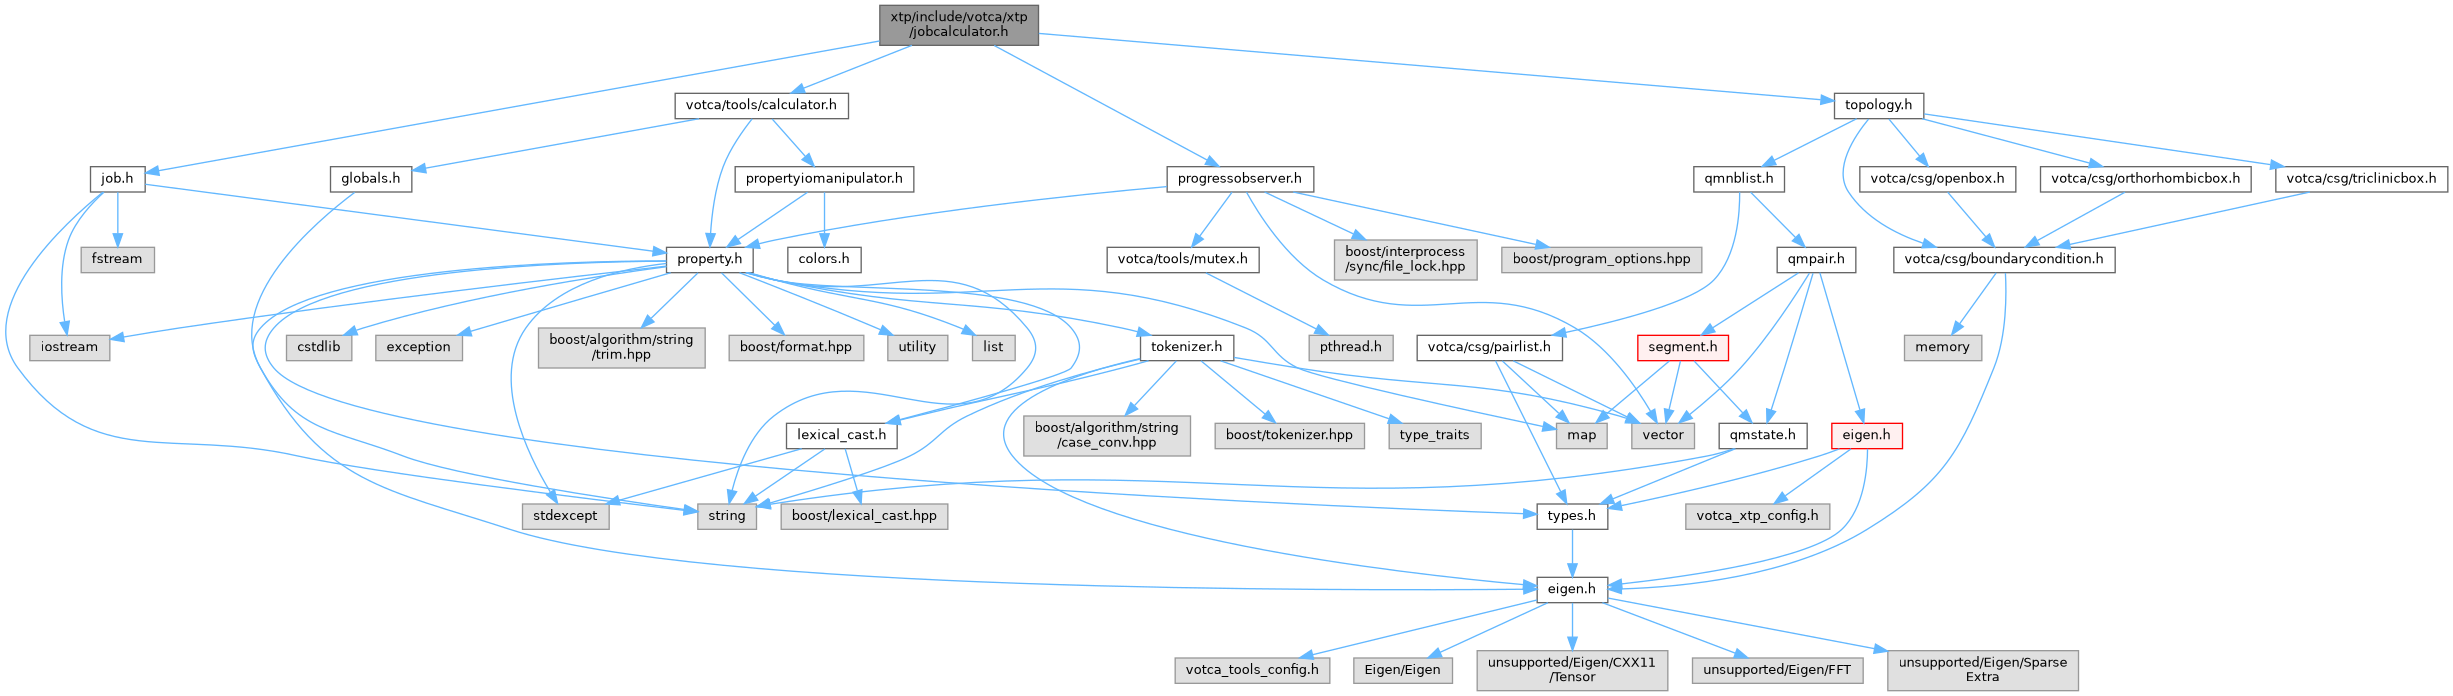 xtp/include/votca/xtp
/jobcalculator.h
votca/tools/calculator.h
topology.h
job.h
globals.h
propertyiomanipulator.h
progressobserver.h
qmnblist.h
votca/csg/openbox.h
votca/csg/orthorhombicbox.h
votca/csg/triclinicbox.h
fstream
property.h
colors.h
votca/tools/mutex.h
boost/interprocess
/sync/file_lock.hpp
boost/program_options.hpp
qmpair.h
votca/csg/boundarycondition.h
iostream
cstdlib
exception
boost/algorithm/string
/trim.hpp
boost/format.hpp
utility
list
tokenizer.h
pthread.h
votca/csg/pairlist.h
segment.h
memory
lexical_cast.h
boost/algorithm/string
/case_conv.hpp
boost/tokenizer.hpp
type_traits
map
vector
qmstate.h
eigen.h
stdexcept
string
boost/lexical_cast.hpp
types.h
votca_xtp_config.h
eigen.h
votca_tools_config.h
Eigen/Eigen
unsupported/Eigen/CXX11
/Tensor
unsupported/Eigen/FFT
unsupported/Eigen/Sparse
Extra